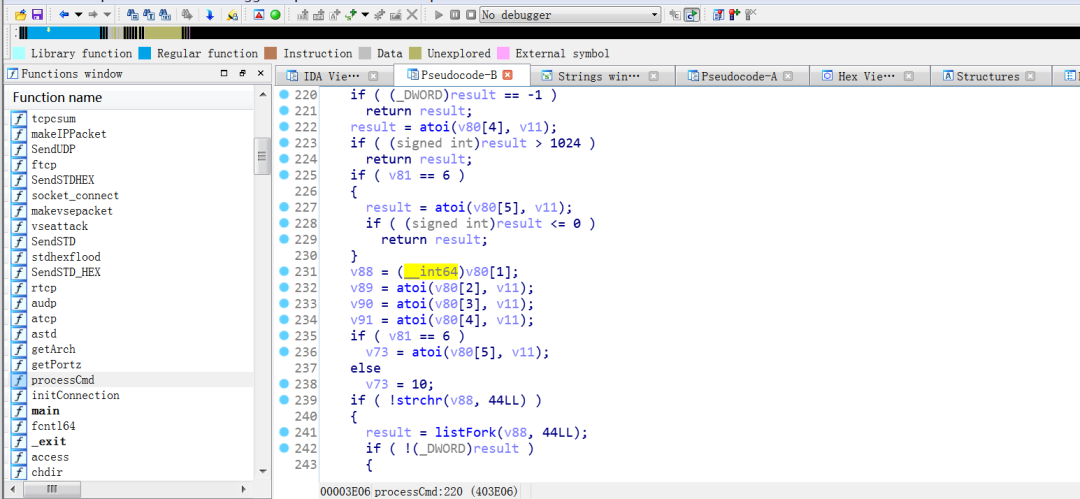 No debugger
Library function Regular function Instruction Data Unexplored External symbol
Functions window
IDA Vie···
Pseudocode-B
Strings win···
Pseudocode-A
Hex Vie···
Structures
Function name
tcpcsum
makeIPPacket
SendUDP
ftcp
SendSTDHEX
socket_connect
makevsepacket
vseattack
SendSTD
stdhexflood
SendSTD_HEX
rtcp
audp
atcp
astd
getArch
getPortz
processCmd
initConnection
main
fcntl64
_exit
access
chdir
220 if ( (_DWORD)result == -1 )
221 return result;
222 result = atoi(v80[4], v11);
223 if ( (signed int)result > 1024 )
224 return result;
225 if ( v81 == 6 )
226 {
227 result = atoi(v80[5], v11);
228 if ( (signed int)result <= 0 )
229 return result;
230 }
231 v88 = (__int64)v80[1];
232 v89 = atoi(v80[2], v11);
233 v90 = atoi(v80[3], v11);
234 v91 = atoi(v80[4], v11);
235 if ( v81 == 6 )
236 v73 = atoi(v80[5], v11);
237 else
238 v73 = 10;
239 if ( !strchr(v88, 44LL) )
240 {
241 result = listFork(v88, 44LL);
242 if ( !(_DWORD)result )
243 {
00003E06 processCmd:220 (403E06)